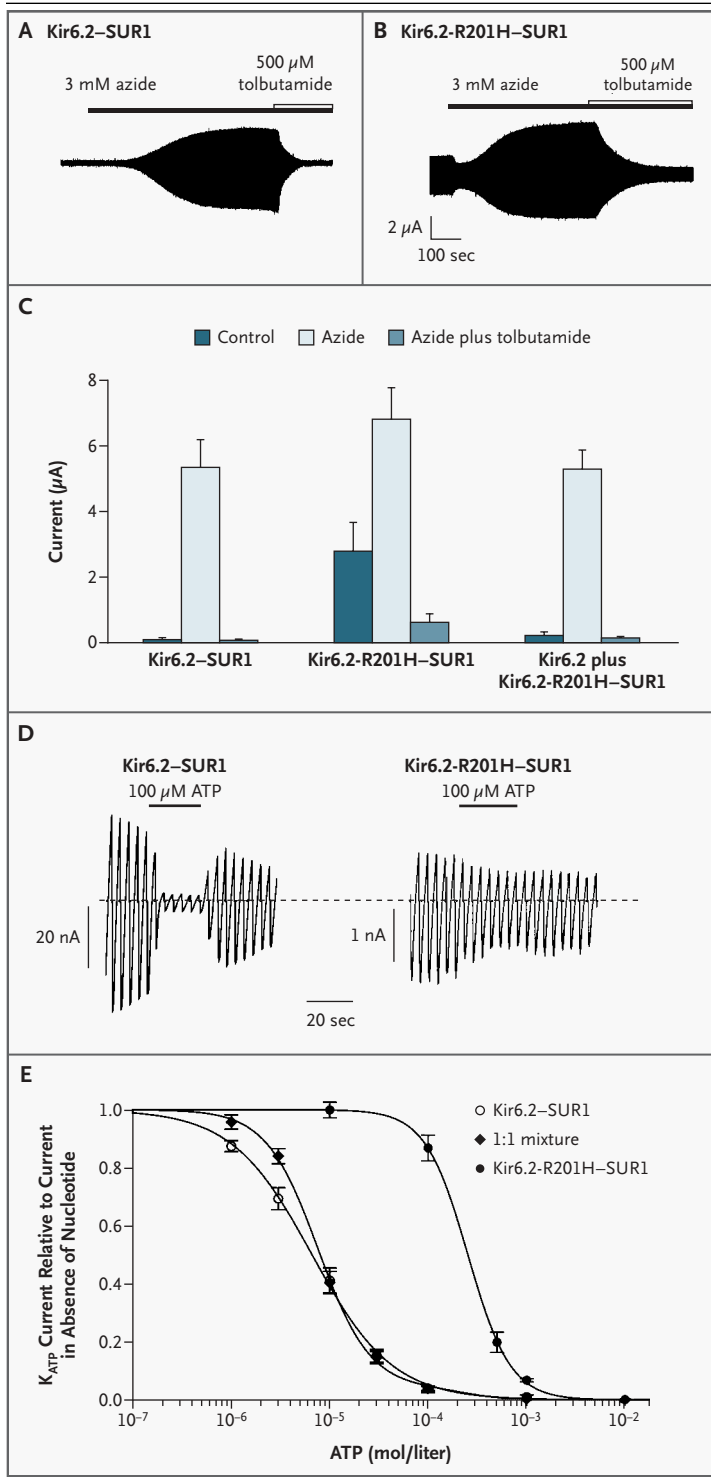 A Kir6.2–SUR1
3 mM azide
500 µM
tolbutamide
B Kir6.2-R201H–SUR1
3 mM azide
500 µM
tolbutamide
2 µA
100 sec
C
Control
Azide
Azide plus tolbutamide
Current (µA)
8
6
4
2
0
Kir6.2–SUR1
Kir6.2-R201H–SUR1
Kir6.2 plus
Kir6.2-R201H–SUR1
D
Kir6.2–SUR1
100 µM ATP
Kir6.2-R201H–SUR1
100 µM ATP
20 nA
1 nA
20 sec
E
K_ATP Current Relative to Current
in Absence of Nucleotide
1.0
0.8
0.6
0.4
0.2
0.0
Kir6.2–SUR1
1:1 mixture
Kir6.2-R201H–SUR1
10⁻⁷
10⁻⁶
10⁻⁵
10⁻⁴
10⁻³
10⁻²
ATP (mol/liter)